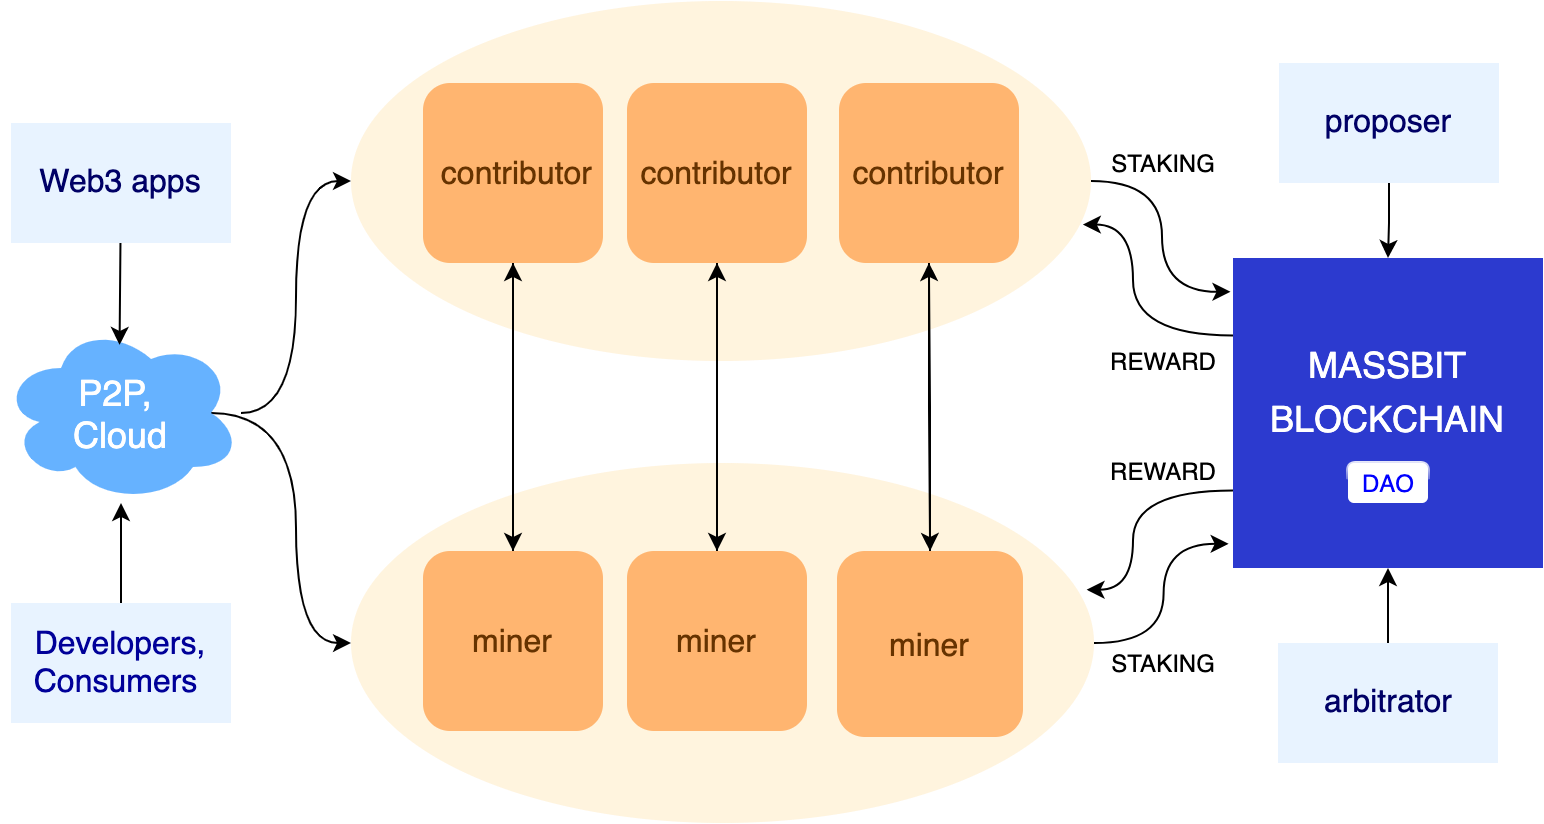 Web3 apps
P2P,
Cloud
Developers,
Consumers
contributor
contributor
contributor
miner
miner
miner
STAKING
REWARD
REWARD
STAKING
proposer
MASSBIT
BLOCKCHAIN
DAO
arbitrator